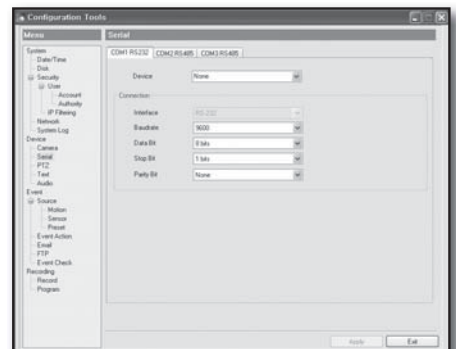 Configuration Tools
Menu
Serial
System
Date/Time
Disk
Security
User
Account
Authority
IP Filtering
Network
System Log
Device
Camera
Serial
PTZ
Text
Audio
Event
Source
Motion
Sensor
Preset
Event Action
Email
FTP
Event Check
Recording
Record
Program
COM1 RS232 COM2 RS485 COM3 RS485
Device None
Connection
Interface RS-232
Baudrate 9600
Data Bit 8 bits
Stop Bit 1 bits
Parity Bit None
Apply Exit